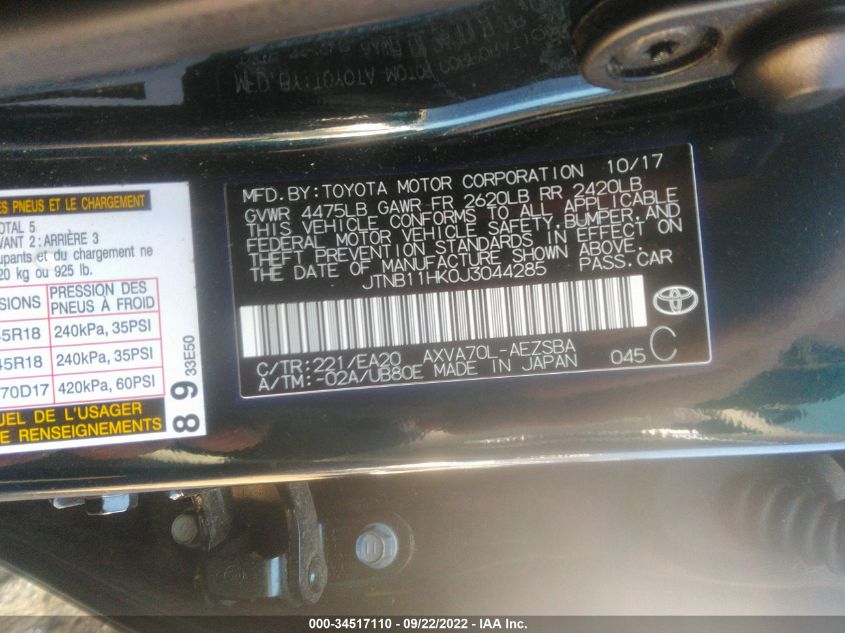 MFD.BY:TOYOTA MOTOR CORPORATION 10/17
GVWR 4475LB GAWR FR 2620LB RR 2420LB
THIS VEHICLE CONFORMS TO ALL APPLICABLE
FEDERAL MOTOR VEHICLE SAFETY,BUMPER,AND
THEFT PREVENTION STANDARDS IN EFFECT ON
THE DATE OF MANUFACTURE SHOWN ABOVE.
JTNB11HK0J3044285 PASS.CAR
C/TR:221/EA20 AXVA70L-AEZSBA
A/TM:-02A/UB80E MADE IN JAPAN 045 C
ES PNEUS ET LE CHARGEMENT
OTAL 5
VANT 2: ARRIÈRE 3
cupants et du chargement ne
20 kg ou 925 lb.
NSIONS PRESSION DES PNEUS À FROID
5R18 240kPa, 35PSI
45R18 240kPa, 35PSI
70D17 420kPa, 60PSI
UEL DE L'USAGER
E RENSEIGNEMENTS
89
33E50
000-34517110 - 09/22/2022 - IAA Inc.